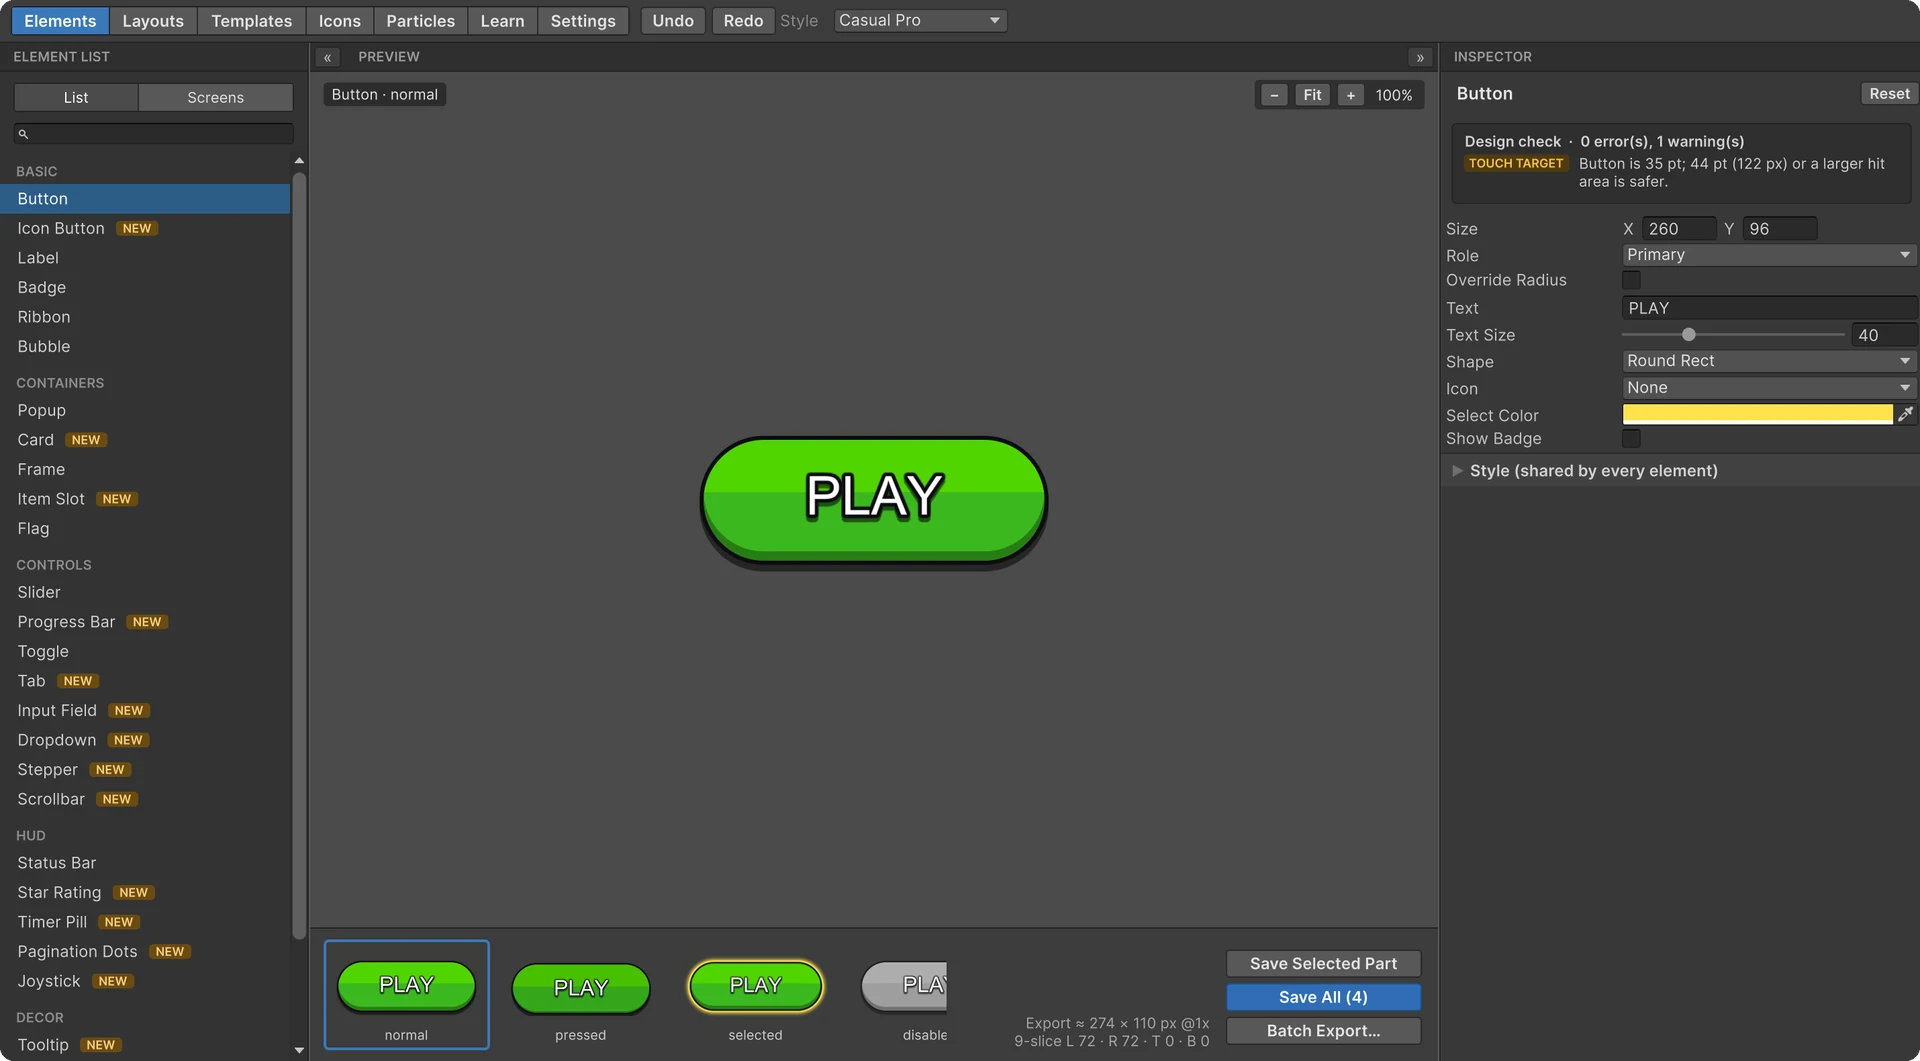 Elements Layouts Templates Icons Particles Learn Settings Undo Redo Style Casual Pro
ELEMENT LIST
List Screens
BASIC
Button
Icon Button NEW
Label
Badge
Ribbon
Bubble
CONTAINERS
Popup
Card NEW
Frame
Item Slot NEW
Flag
CONTROLS
Slider
Progress Bar NEW
Toggle
Tab NEW
Input Field NEW
Dropdown NEW
Stepper NEW
Scrollbar NEW
HUD
Status Bar
Star Rating NEW
Timer Pill NEW
Pagination Dots NEW
Joystick NEW
DECOR
Tooltip NEW
« PREVIEW »
Button · normal
− Fit + 100%
PLAY
PLAY
normal
PLAY
pressed
PLAY
selected
PLA
disable
Export ≈ 274 × 110 px @1x
9-slice L 72 · R 72 · T 0 · B 0
Save Selected Part
Save All (4)
Batch Export...
INSPECTOR
Button Reset
Design check · 0 error(s), 1 warning(s)
TOUCH TARGET Button is 35 pt; 44 pt (122 px) or a larger hit
area is safer.
Size X 260 Y 96
Role Primary
Override Radius
Text PLAY
Text Size 40
Shape Round Rect
Icon None
Select Color
Show Badge
Style (shared by every element)